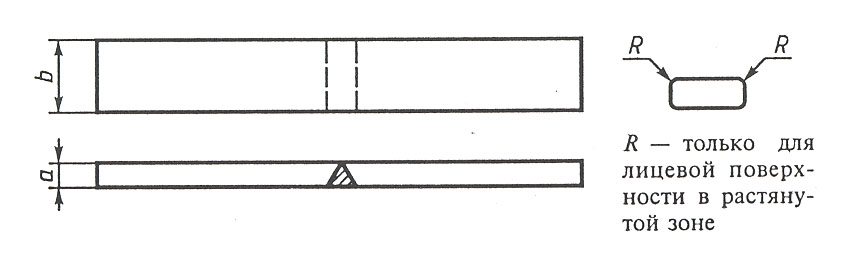 b
a
R R
R — только для
лицевой поверх-
ности в растяну-
той зоне